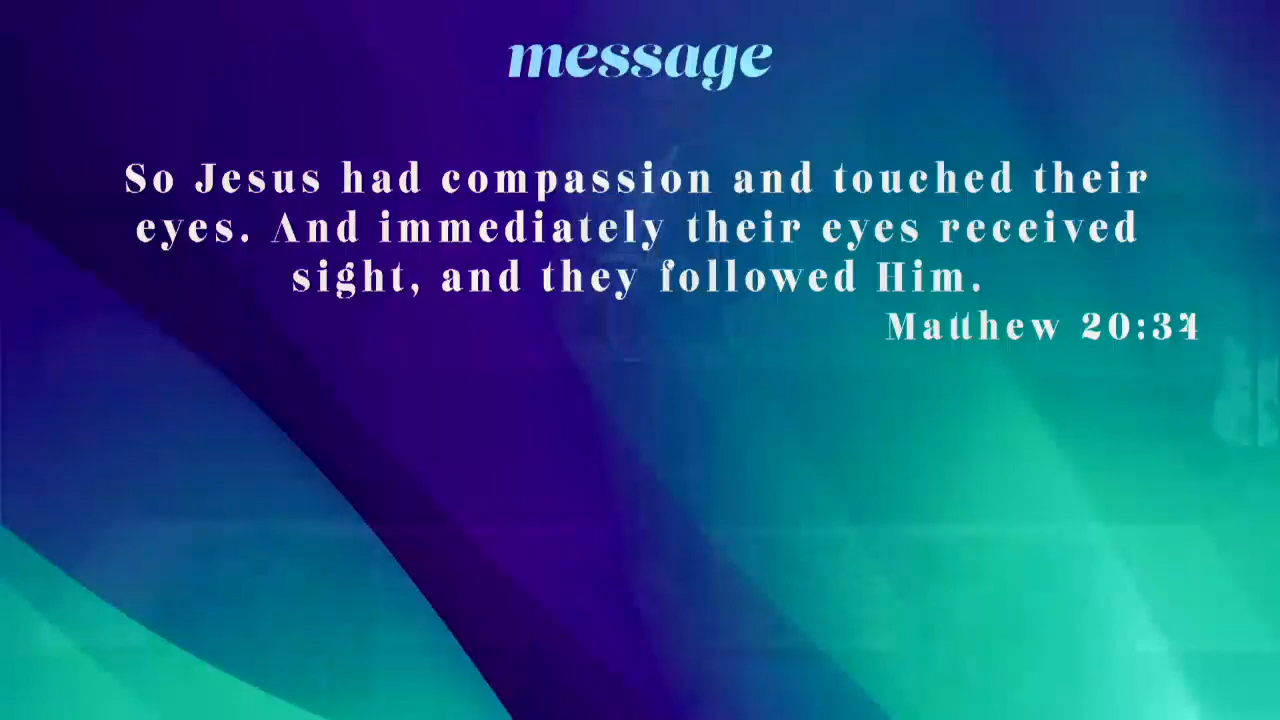 message
So Jesus had compassion and touched their
eyes. And immediately their eyes received
sight, and they followed Him.
Matthew 20:34